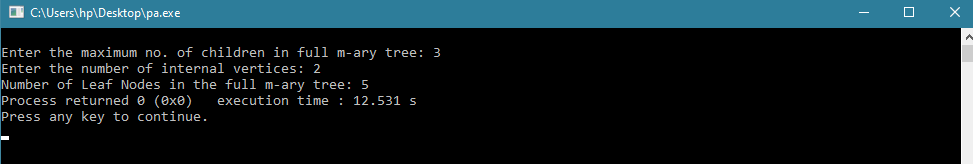 C:\Users\hp\Desktop\pa.exe
Enter the maximum no. of children in full m-ary tree: 3
Enter the number of internal vertices: 2
Number of Leaf Nodes in the full m-ary tree: 5
Process returned 0 (0x0)   execution time : 12.531 s
Press any key to continue.